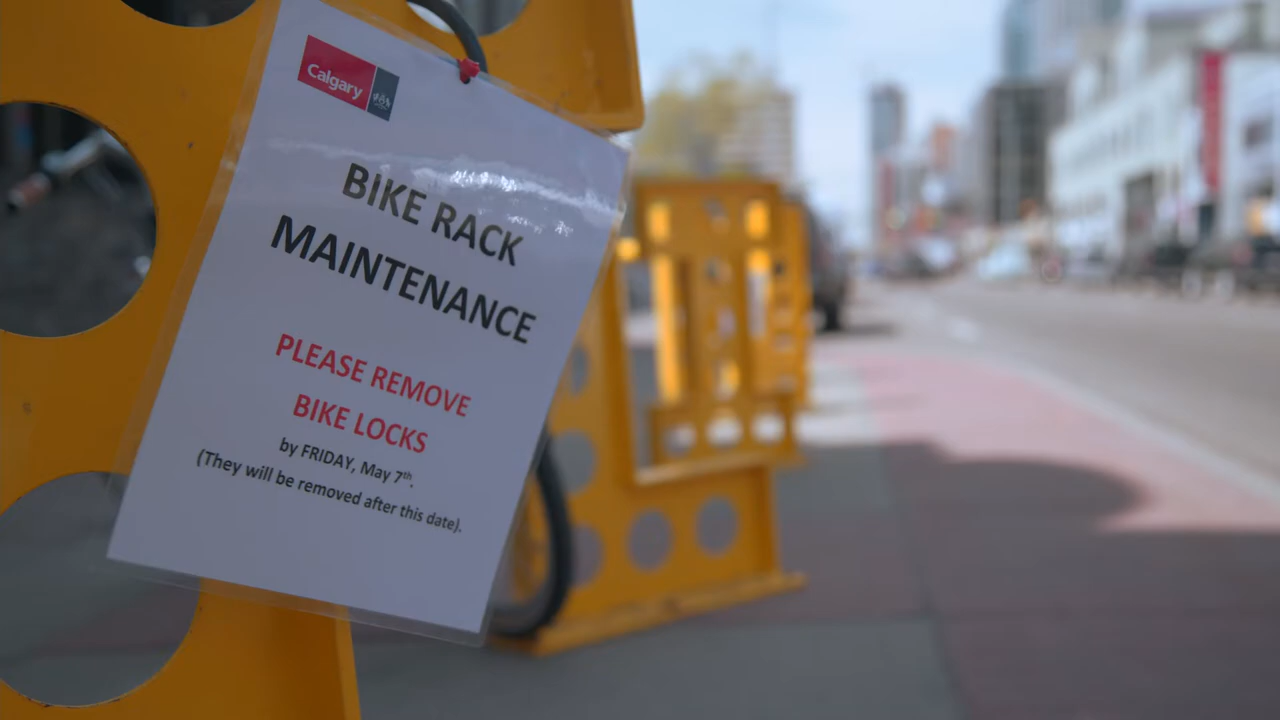 Calgary
BIKE RACK
MAINTENANCE
PLEASE REMOVE
BIKE LOCKS
by FRIDAY, May 7th.
(They will be removed after this date).